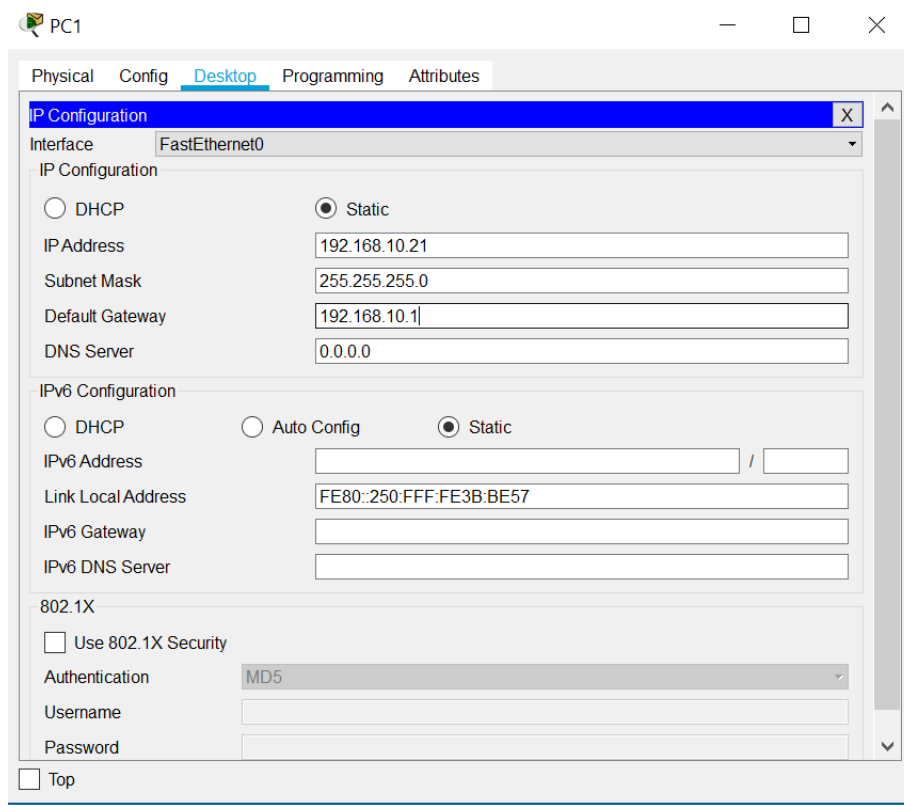 PC1
Physical Config Desktop Programming Attributes
IP Configuration X
Interface FastEthernet0
IP Configuration
DHCP Static
IP Address 192.168.10.21
Subnet Mask 255.255.255.0
Default Gateway 192.168.10.1
DNS Server 0.0.0.0
IPv6 Configuration
DHCP Auto Config Static
IPv6 Address /
Link Local Address FE80::250:FFF:FE3B:BE57
IPv6 Gateway
IPv6 DNS Server
802.1X
Use 802.1X Security
Authentication MD5
Username
Password
Top